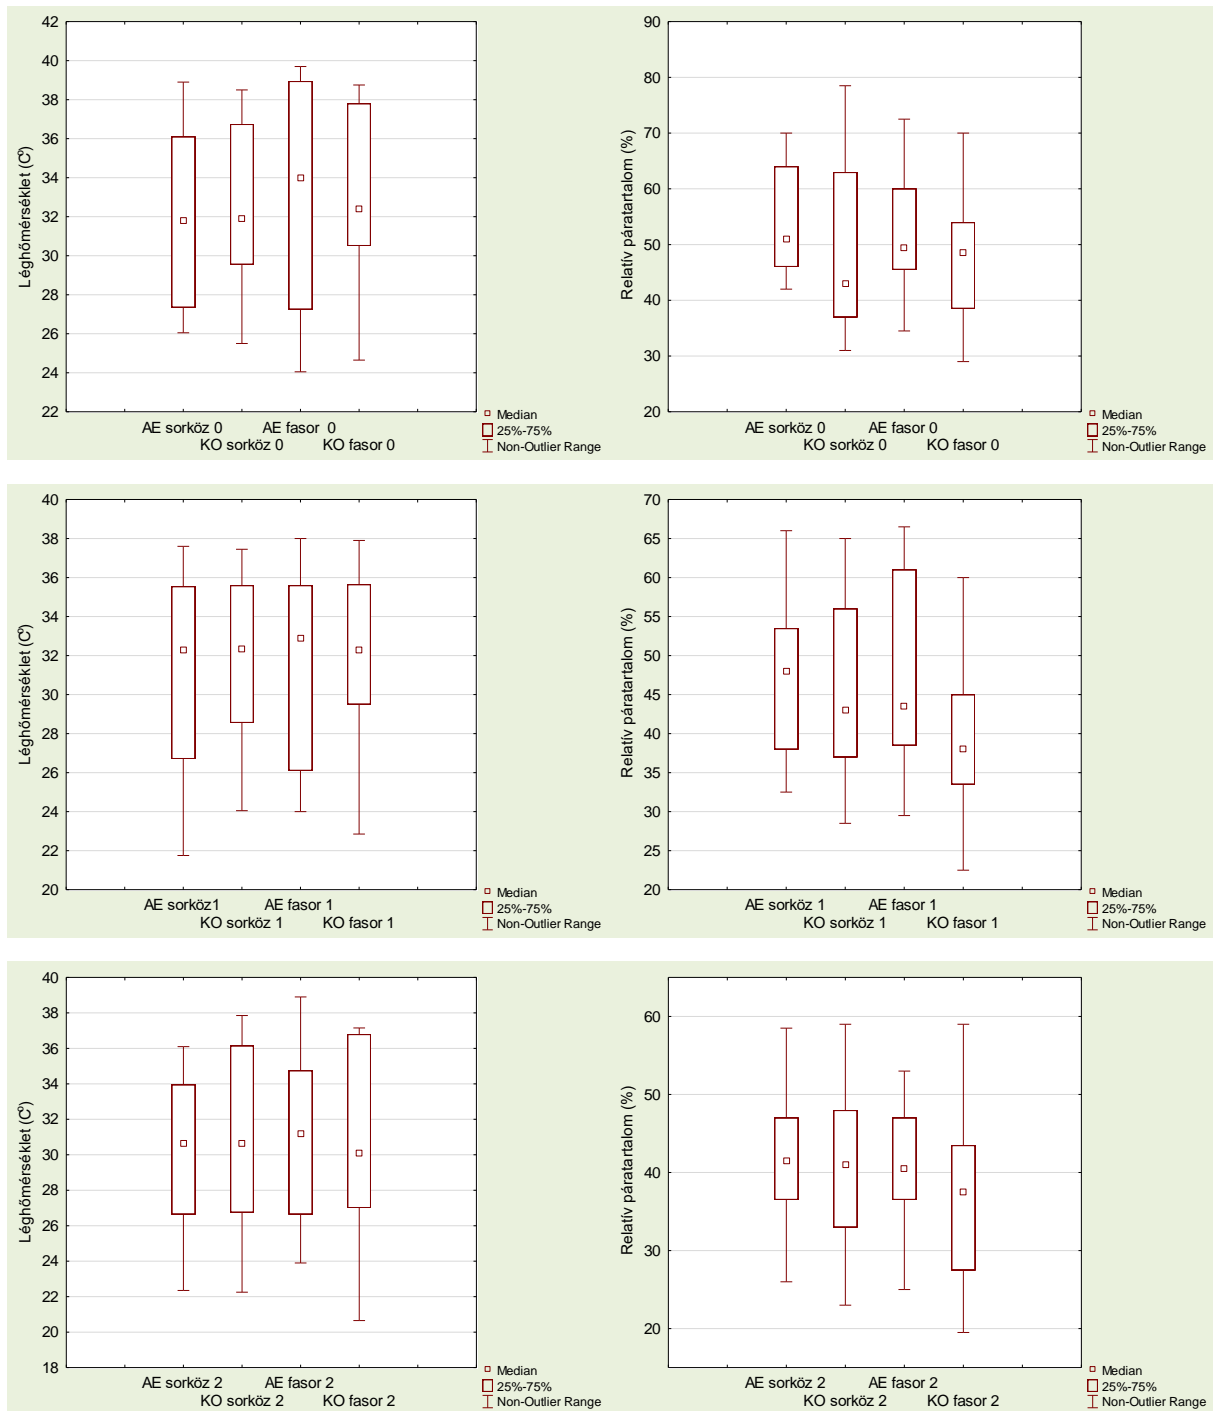 42
40
38
36
34
32
30
28
26
24
22
Léghőmérséklet (C°)
AE sorköz 0 AE fasor 0
KO sorköz 0 KO fasor 0
Median
25%-75%
Non-Outlier Range
90
80
70
60
50
40
30
20
Relatív páratartalom (%)
AE sorköz 0 AE fasor 0
KO sorköz 0 KO fasor 0
Median
25%-75%
Non-Outlier Range
40
38
36
34
32
30
28
26
24
22
20
Léghőmérséklet (C°)
AE sorköz1 AE fasor 1
KO sorköz 1 KO fasor 1
Median
25%-75%
Non-Outlier Range
70
65
60
55
50
45
40
35
30
25
20
Relatív páratartalom (%)
AE sorköz 1 AE fasor 1
KO sorköz 1 KO fasor 1
Median
25%-75%
Non-Outlier Range
40
38
36
34
32
30
28
26
24
22
20
18
Léghőmérséklet (C°)
AE sorköz 2 AE fasor 2
KO sorköz 2 KO fasor 2
Median
25%-75%
Non-Outlier Range
60
50
40
30
20
Relatív páratartalom (%)
AE sorköz 2 AE fasor 2
KO sorköz 2 KO fasor 2
Median
25%-75%
Non-Outlier Range